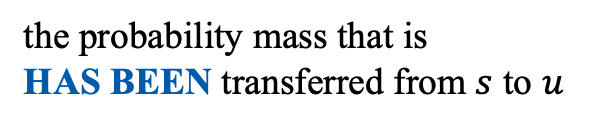 the probability mass that is
HAS BEEN transferred from s to u